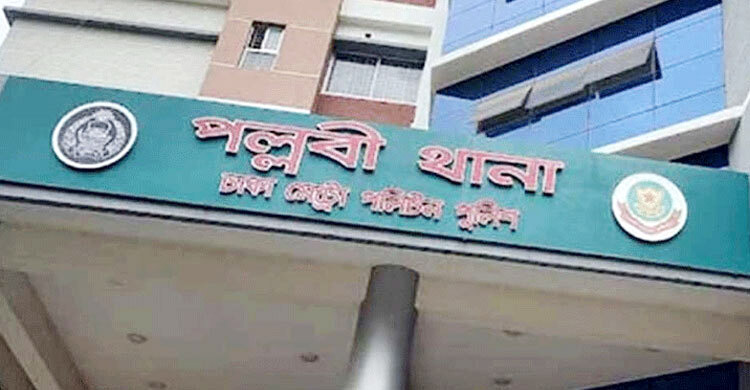 পল্লবী থানা
ঢাকা মেট্রো পলিটন পুলিশ